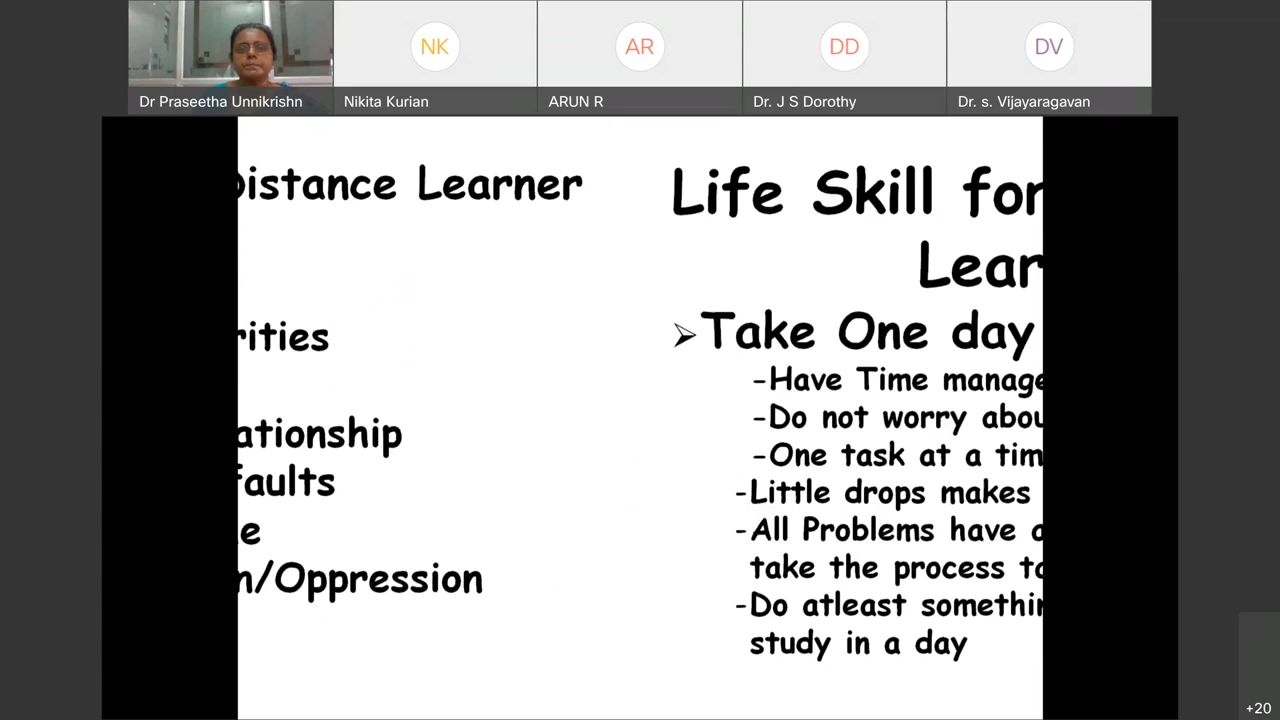 NK
AR
DD
DV
Dr Praseetha Unnikrishn
Nikita Kurian
ARUN R
Dr. J S Dorothy
Dr. s. Vijayaragavan
Distance Learner
rities
ationship
faults
e
n/Oppression
Life Skill for
Lear
➢Take One day
-Have Time manage
-Do not worry abou
-One task at a tim
-Little drops makes
-All Problems have
take the process to
-Do atleast somethin
study in a day
+20